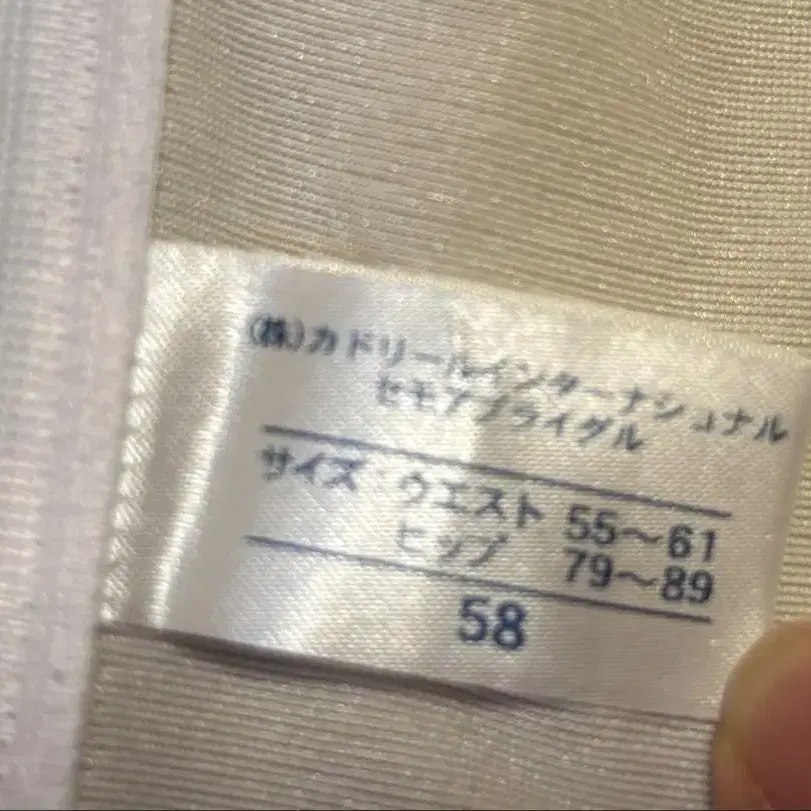 (株)カドリールインターナショナル
セモアブライダル
サイズ ウエスト 55〜61
ヒップ 79〜89
58